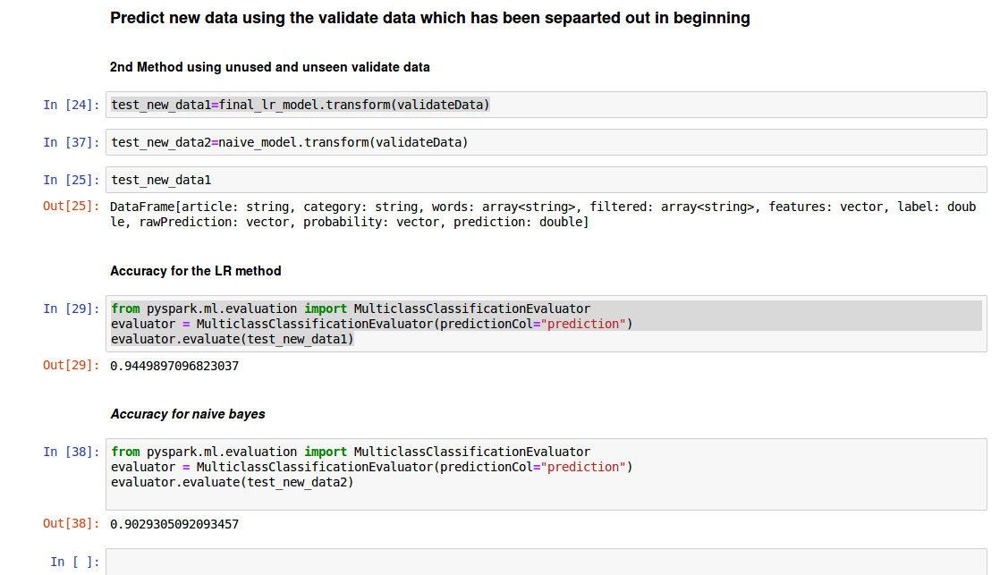 Predict new data using the validate data which has been sepaarted out in beginning
2nd Method using unused and unseen validate data
In [24]: test_new_data1=final_lr_model.transform(validateData)
In [37]: test_new_data2=naive_model.transform(validateData)
In [25]: test_new_data1
Out[25]: DataFrame[article: string, category: string, words: array<string>, filtered: array<string>, features: vector, label: doub
le, rawPrediction: vector, probability: vector, prediction: double]
Accuracy for the LR method
In [29]: from pyspark.ml.evaluation import MulticlassClassificationEvaluator
evaluator = MulticlassClassificationEvaluator(predictionCol="prediction")
evaluator.evaluate(test_new_data1)
Out[29]: 0.9449897096823037
Accuracy for naive bayes
In [38]: from pyspark.ml.evaluation import MulticlassClassificationEvaluator
evaluator = MulticlassClassificationEvaluator(predictionCol="prediction")
evaluator.evaluate(test_new_data2)
Out[38]: 0.9029305092093457
In [ ]: